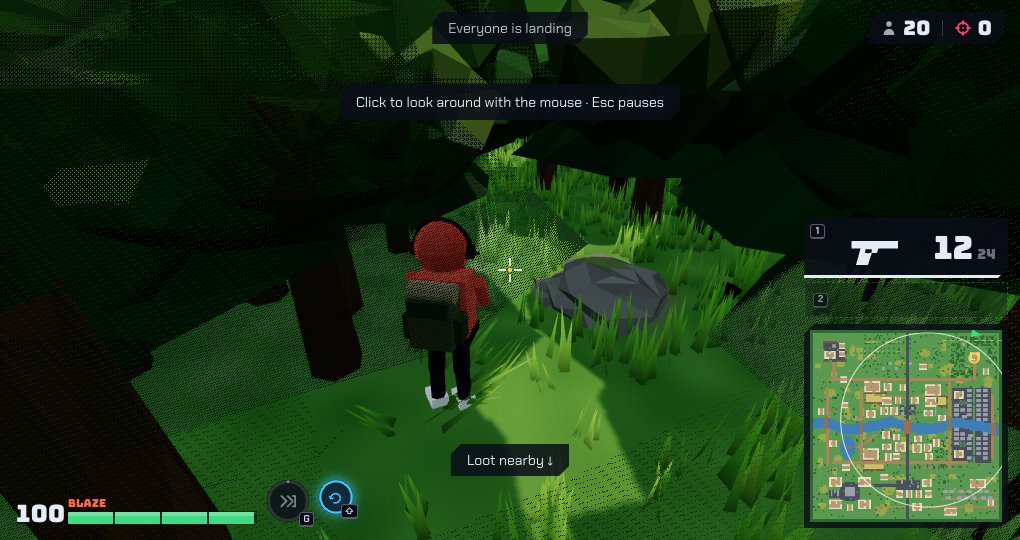 Everyone is landing
20
0
Click to look around with the mouse · Esc pauses
1
12 24
2
Loot nearby ↓
100 BLAZE
G